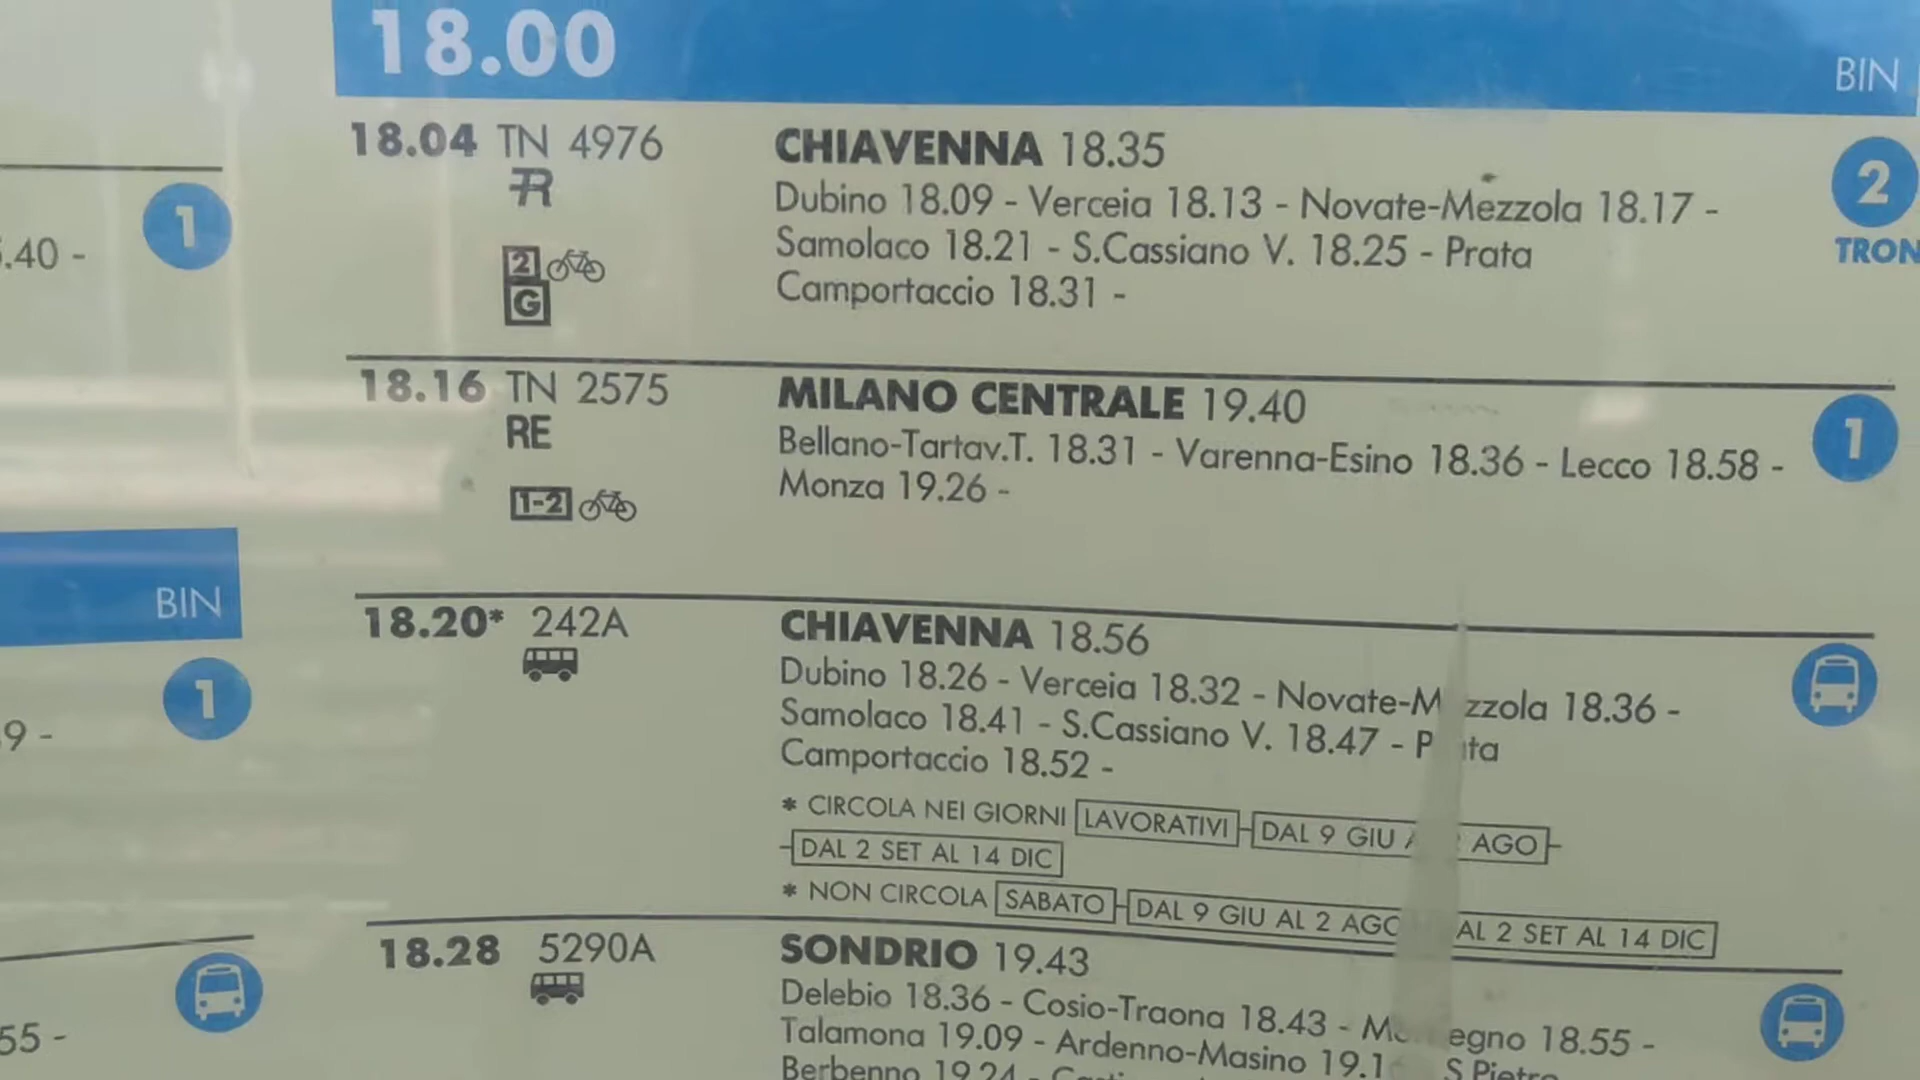 18.00
BIN
18.04 TN 4976
R
2
G
CHIAVENNA 18.35
Dubino 18.09 - Verceia 18.13 - Novate-Mezzola 18.17 -
Samolaco 18.21 - S.Cassiano V. 18.25 - Prata
Camportaccio 18.31 -
2
TRON
18.16 TN 2575
RE
1-2
MILANO CENTRALE 19.40
Bellano-Tartav.T. 18.31 - Varenna-Esino 18.36 - Lecco 18.58 -
Monza 19.26 -
1
18.20* 242A
CHIAVENNA 18.56
Dubino 18.26 - Verceia 18.32 - Novate-M zzola 18.36 -
Samolaco 18.41 - S.Cassiano V. 18.47 - P ta
Camportaccio 18.52 -
* CIRCOLA NEI GIORNI LAVORATIVI - DAL 9 GIU AGO -
- DAL 2 SET AL 14 DIC
* NON CIRCOLA SABATO - DAL 9 GIU AL 2 AGO AL 2 SET AL 14 DIC
18.28 5290A
SONDRIO 19.43
Delebio 18.36 - Cosio-Traona 18.43 - M egno 18.55 -
Talamona 19.09 - Ardenno-Masino 19.1 S.Pietro
Berbenno 19.24 -
1
.40 -
BIN
1
9 -
55 -